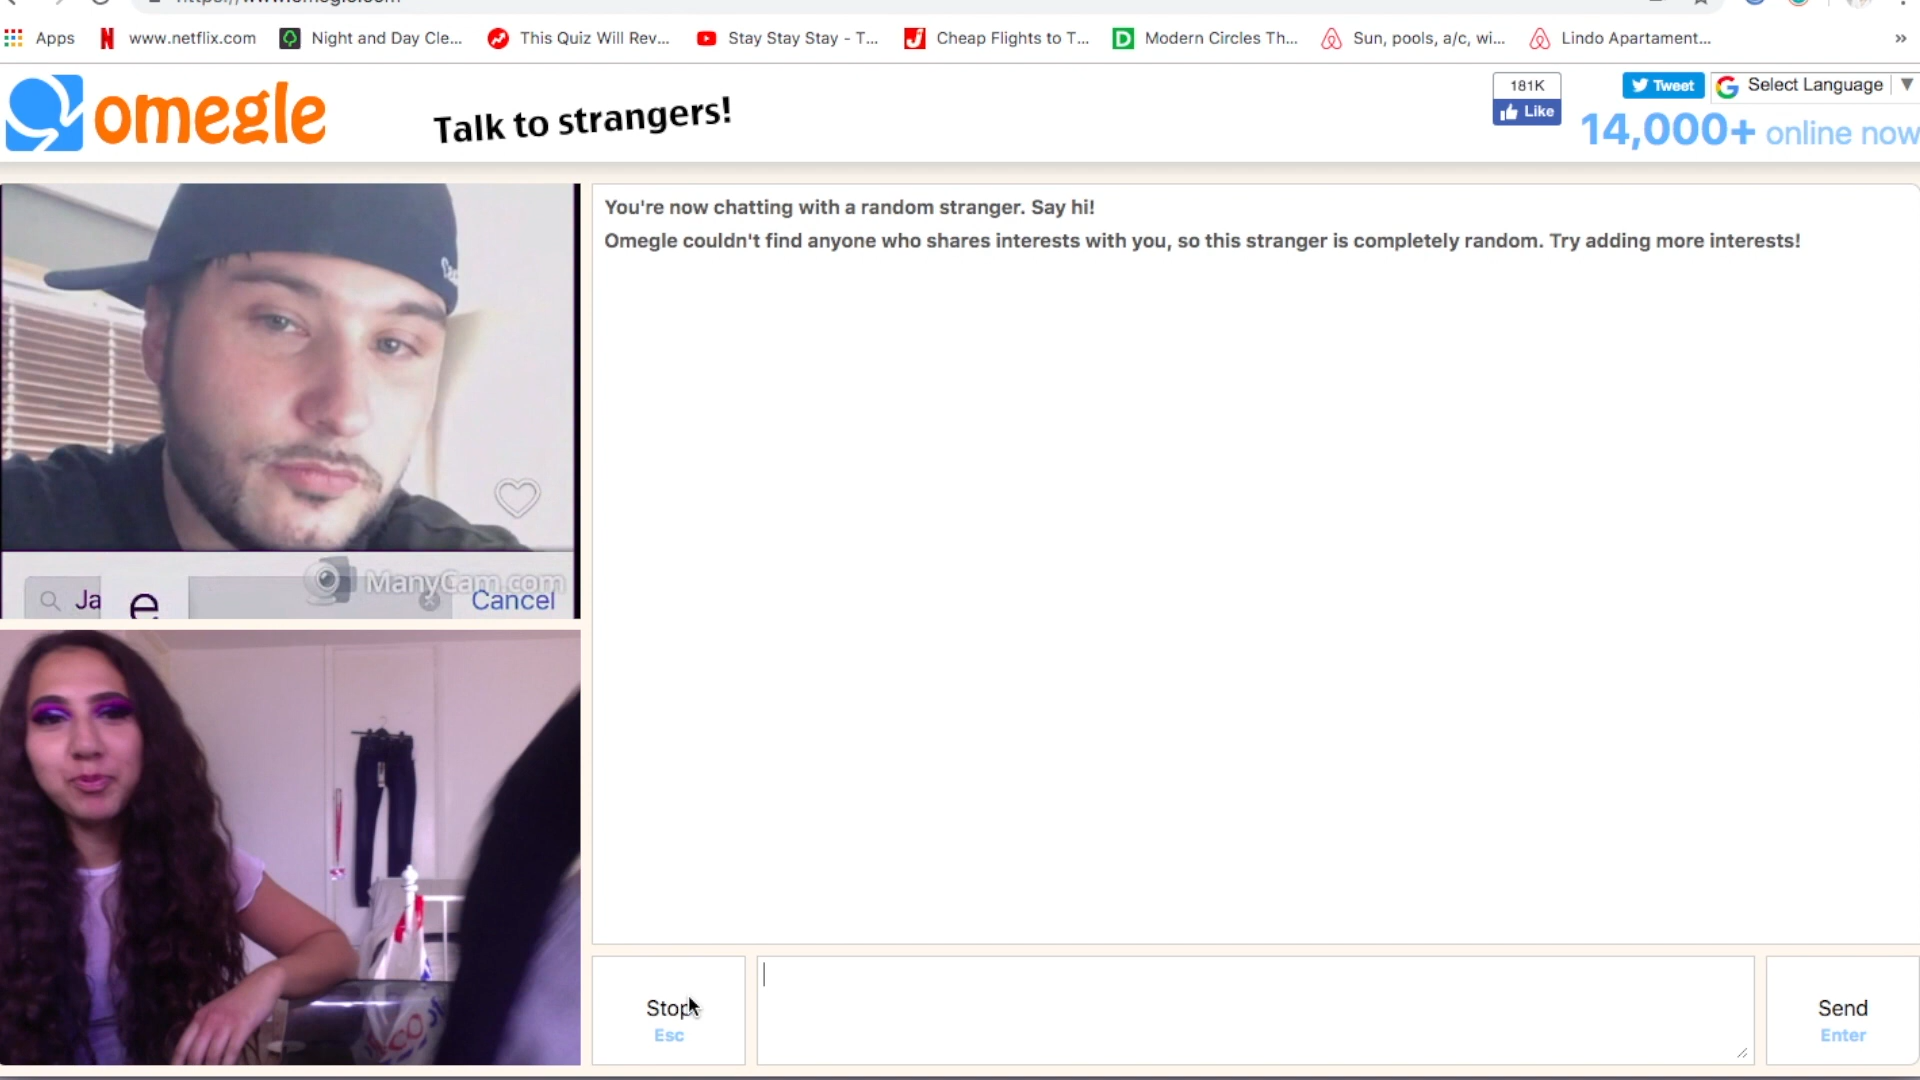 Apps
www.netflix.com
Night and Day Cle...
This Quiz Will Rev...
Stay Stay Stay - T...
Cheap Flights to T...
Modern Circles Th...
Sun, pools, a/c, wi...
Lindo Apartament...
»
omegle
Talk to strangers!
181K
Like
Tweet
Select Language
14,000+ online now
You're now chatting with a random stranger. Say hi!
Omegle couldn't find anyone who shares interests with you, so this stranger is completely random. Try adding more interests!
ManyCam.com
Ja
e
Cancel
Stop
Esc
Send
Enter